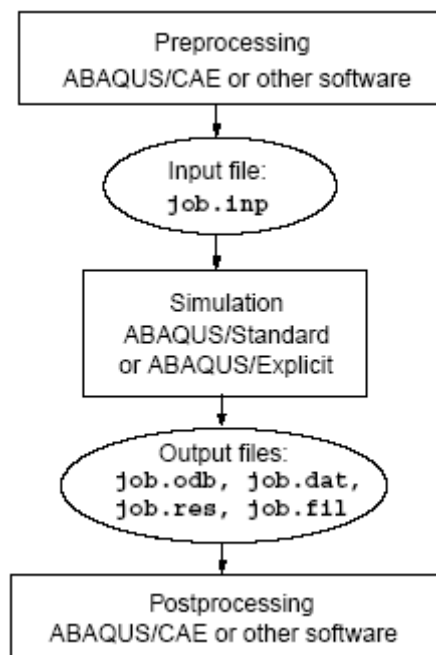 Preprocessing
ABAQUS/CAE or other software
Input file:
job.inp
Simulation
ABAQUS/Standard
or ABAQUS/Explicit
Output files:
job.odb, job.dat,
job.res, job.fil
Postprocessing
ABAQUS/CAE or other software